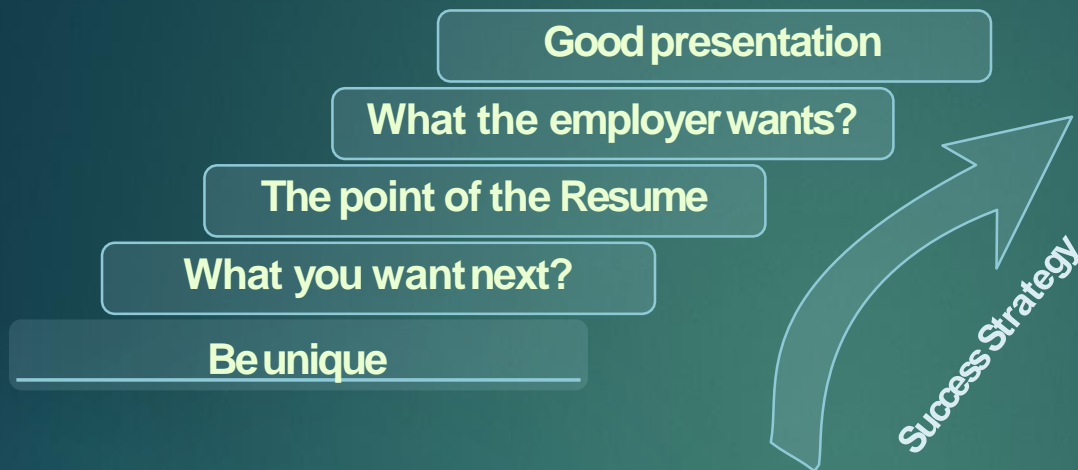 Good presentation
What the employer wants?
The point of the Resume
What you want next?
Be unique
Success Strategy